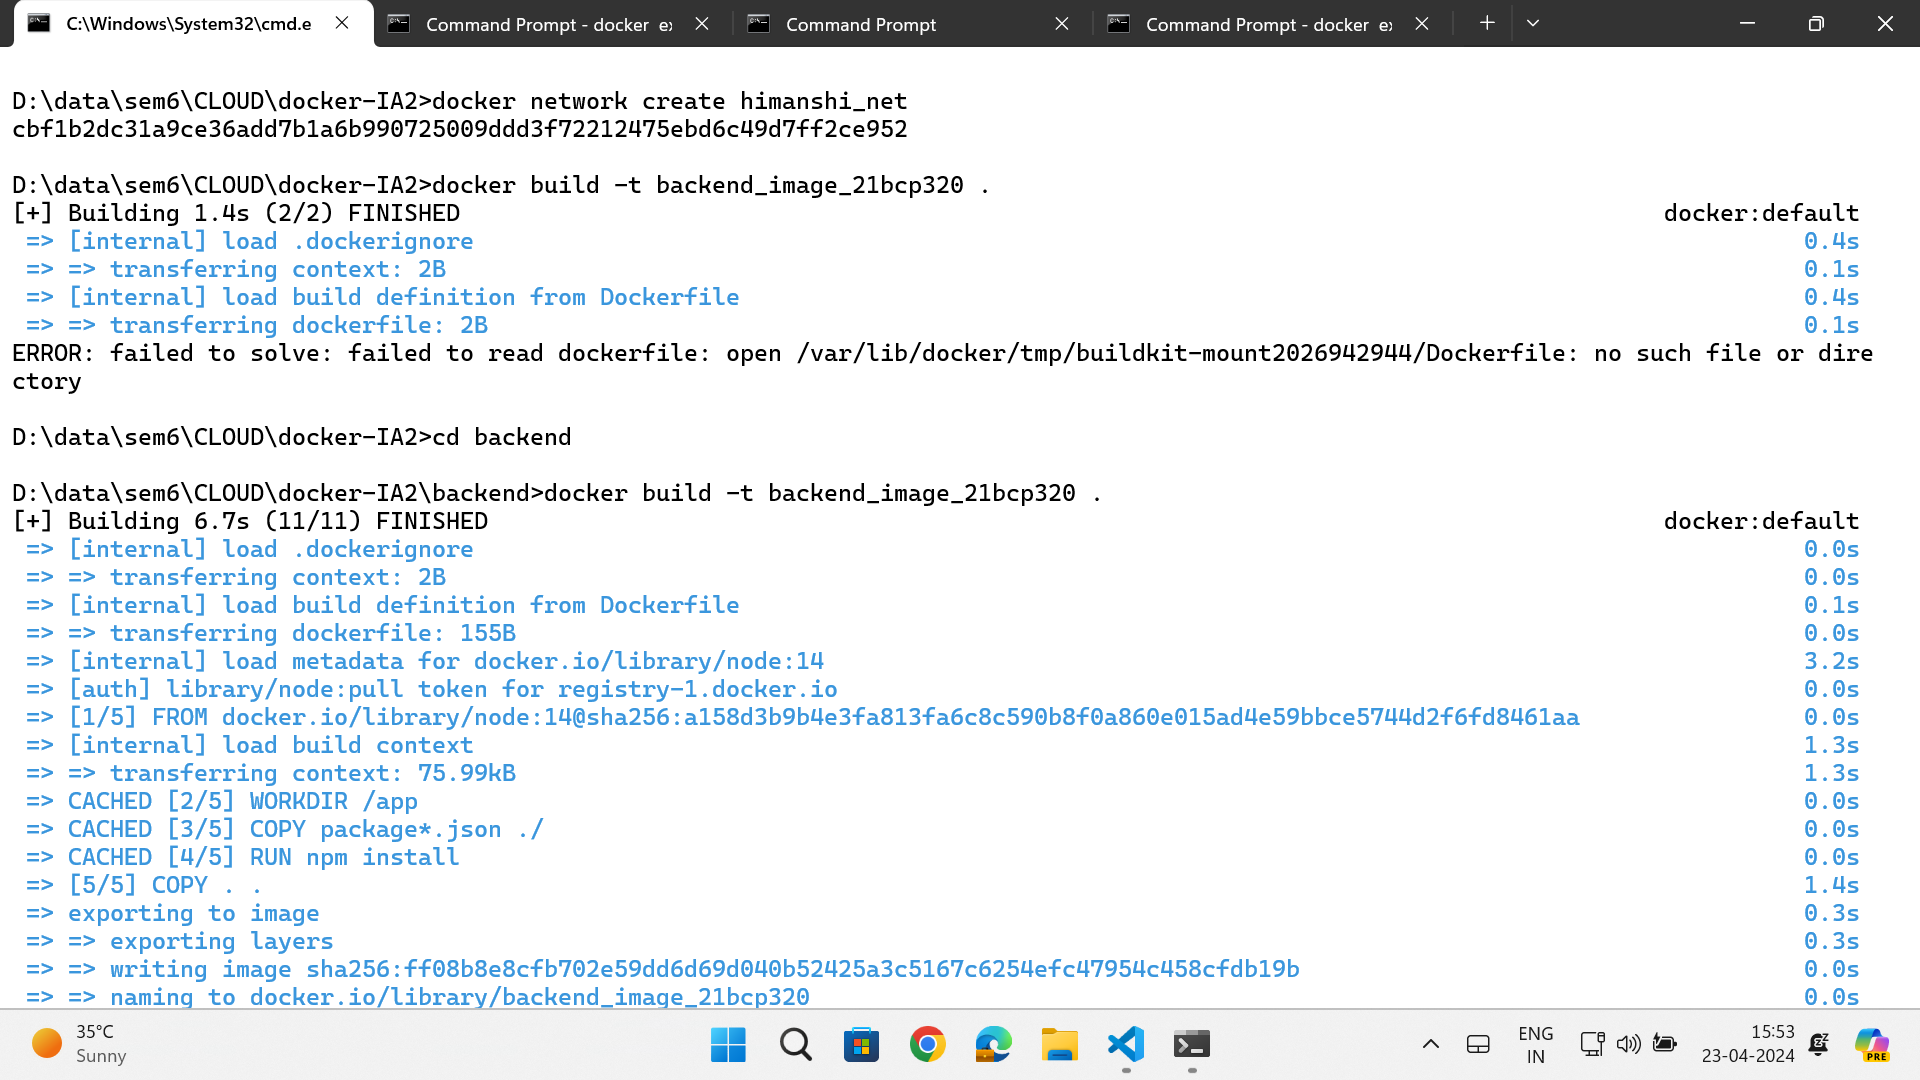 C:\Windows\System32\cmd.e
Command Prompt - docker ex
Command Prompt
Command Prompt - docker ex
D:\data\sem6\CLOUD\docker-IA2>docker network create himanshi_net
cbf1b2dc31a9ce36add7b1a6b990725009ddd3f72212475ebd6c49d7ff2ce952
D:\data\sem6\CLOUD\docker-IA2>docker build -t backend_image_21bcp320 .
[+] Building 1.4s (2/2) FINISHED docker:default
=> [internal] load .dockerignore 0.4s
=> => transferring context: 2B 0.1s
=> [internal] load build definition from Dockerfile 0.4s
=> => transferring dockerfile: 2B 0.1s
ERROR: failed to solve: failed to read dockerfile: open /var/lib/docker/tmp/buildkit-mount2026942944/Dockerfile: no such file or dire
ctory
D:\data\sem6\CLOUD\docker-IA2>cd backend
D:\data\sem6\CLOUD\docker-IA2\backend>docker build -t backend_image_21bcp320 .
[+] Building 6.7s (11/11) FINISHED docker:default
=> [internal] load .dockerignore 0.0s
=> => transferring context: 2B 0.0s
=> [internal] load build definition from Dockerfile 0.1s
=> => transferring dockerfile: 155B 0.0s
=> [internal] load metadata for docker.io/library/node:14 3.2s
=> [auth] library/node:pull token for registry-1.docker.io 0.0s
=> [1/5] FROM docker.io/library/node:14@sha256:a158d3b9b4e3fa813fa6c8c590b8f0a860e015ad4e59bbce5744d2f6fd8461aa 0.0s
=> [internal] load build context 1.3s
=> => transferring context: 75.99kB 1.3s
=> CACHED [2/5] WORKDIR /app 0.0s
=> CACHED [3/5] COPY package*.json ./ 0.0s
=> CACHED [4/5] RUN npm install 0.0s
=> [5/5] COPY . . 1.4s
=> exporting to image 0.3s
=> => exporting layers 0.3s
=> => writing image sha256:ff08b8e8cfb702e59dd6d69d040b52425a3c5167c6254efc47954c458cfdb19b 0.0s
=> => naming to docker.io/library/backend_image_21bcp320 0.0s
35°C
Sunny
ENG
IN
15:53
23-04-2024
PRE